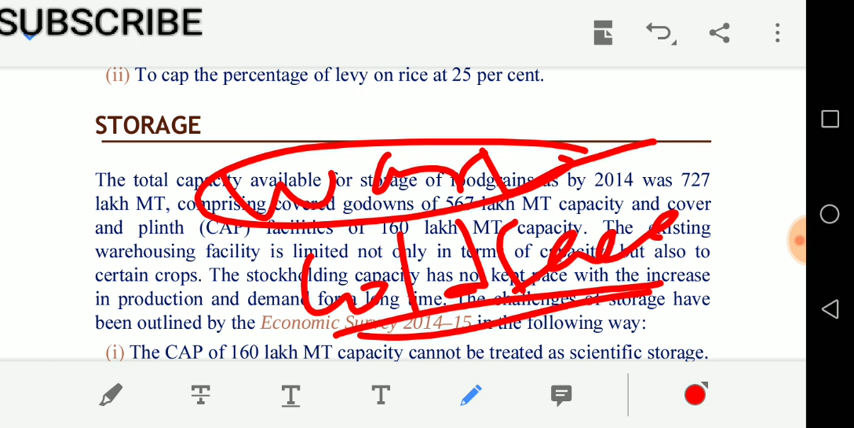 SUBSCRIBE
(ii) To cap the percentage of levy on rice at 25 per cent.
STORAGE
The total capacity available for storage of foodgrains as by 2014 was 727
lakh MT, comprising covered godowns of 567 lakh MT capacity and cover
and plinth (CAP) facilities of 160 lakh MT capacity. The existing
warehousing facility is limited not only in terms of capacity but also to
certain crops. The stockholding capacity has not kept pace with the increase
in production and demand for a long time. The challenges of storage have
been outlined by the Economic Survey 2014–15 in the following way:
(i) The CAP of 160 lakh MT capacity cannot be treated as scientific storage.